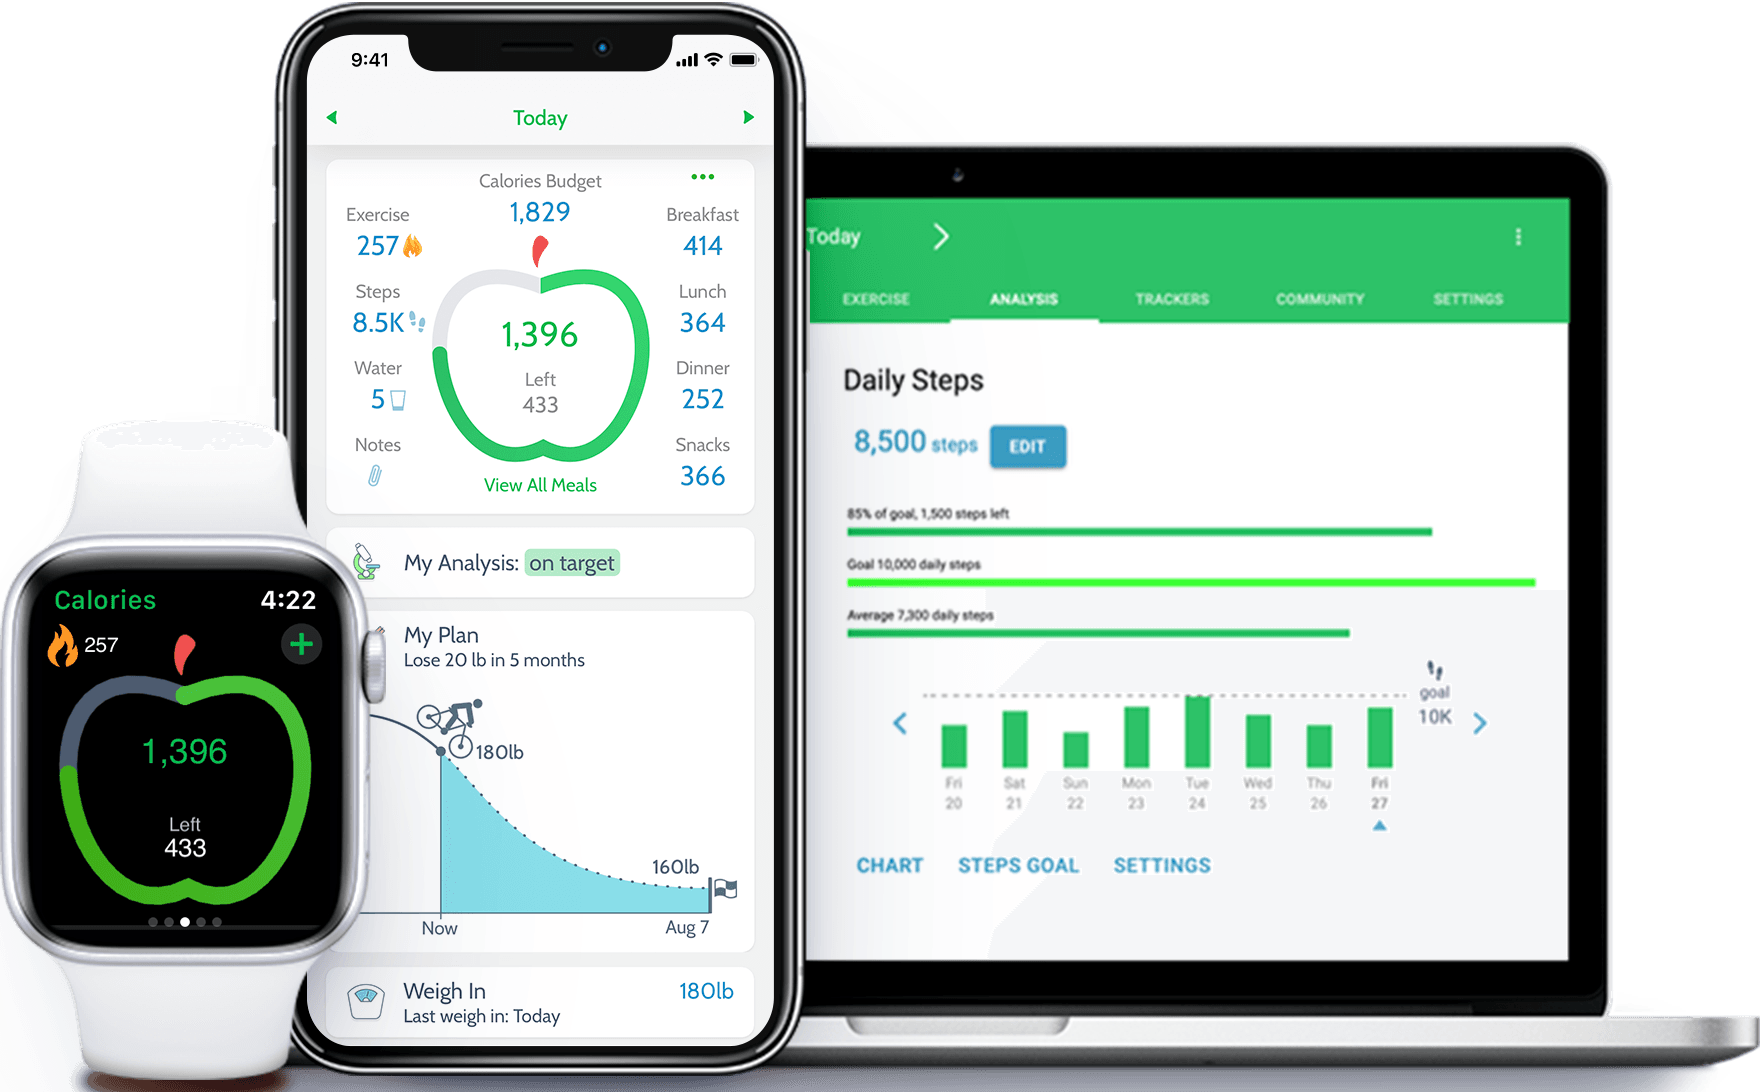 9:41
Today
Calories Budget
1,829
Exercise
257
Steps
8.5K
Water
5
Notes
1,396
Left
433
View All Meals
Breakfast
414
Lunch
364
Dinner
252
Snacks
366
My Analysis: on target
My Plan
Lose 20 lb in 5 months
180lb
160lb
Now
Aug 7
Weigh In
180lb
Last weigh in: Today
Calories
4:22
257
1,396
Left
433
Today
EXERCISE ANALYSIS TRACKERS COMMUNITY SETTINGS
Daily Steps
8,500 steps EDIT
85% of goal, 1,500 steps left
Goal 10,000 daily steps
Average 7,300 daily steps
goal
10K
Fri Sat Sun Mon Tue Wed Thu Fri
20 21 22 23 24 25 26 27
CHART STEPS GOAL SETTINGS